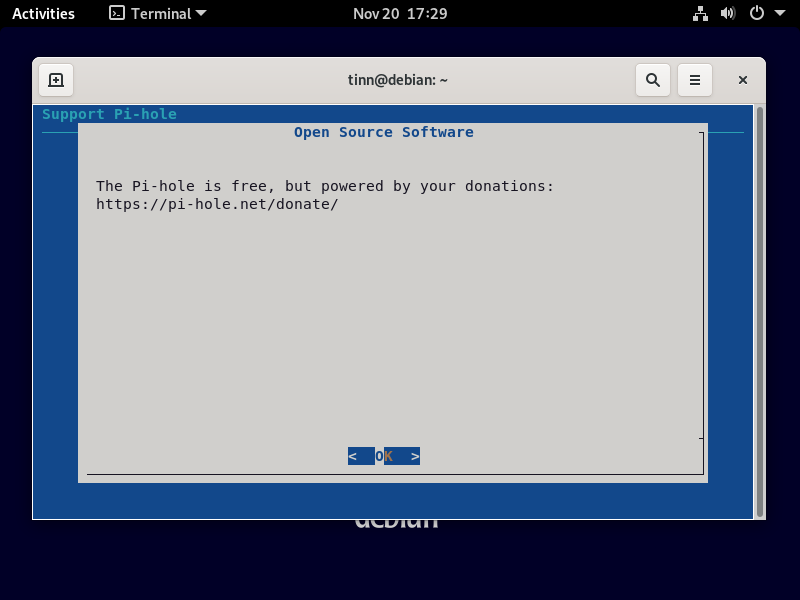 Activities Terminal Nov 20 17:29
tinn@debian: ~
Support Pi-hole
Open Source Software
The Pi-hole is free, but powered by your donations:
https://pi-hole.net/donate/
< OK >
debian